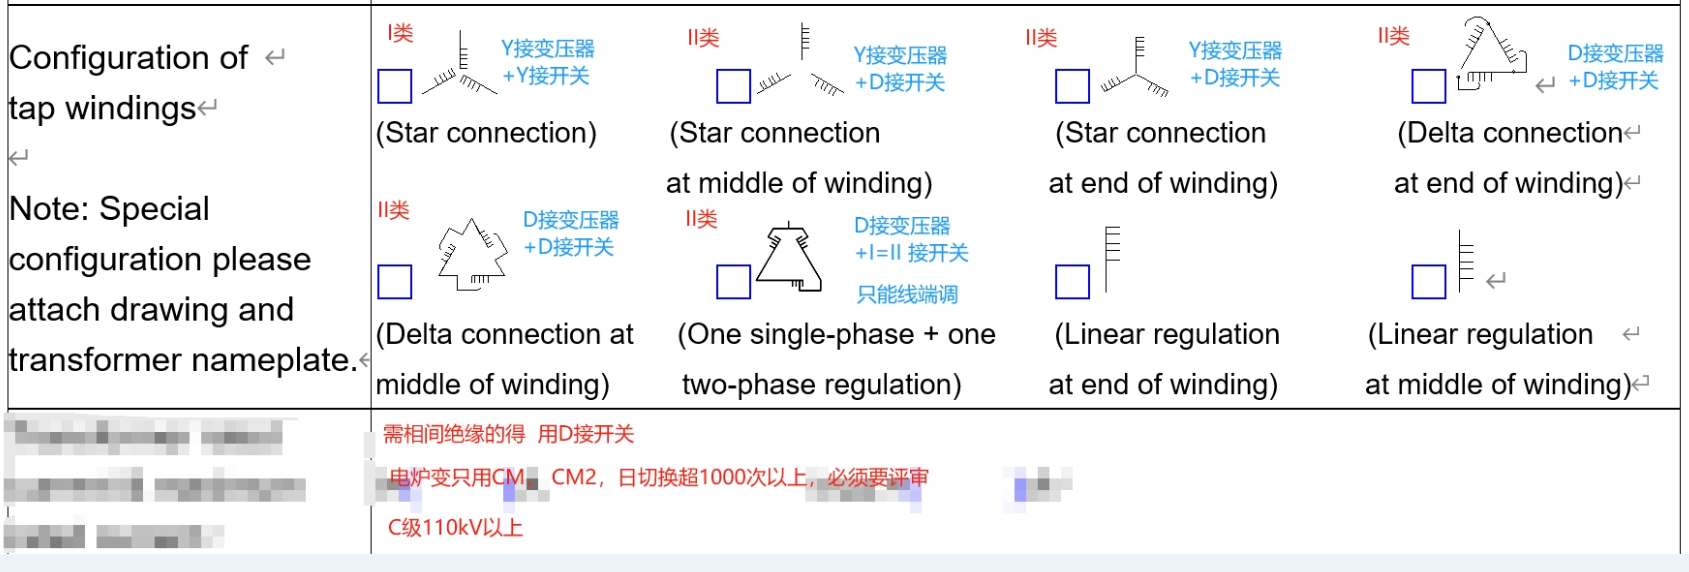 Configuration of ↵
tap windings↵
↵
Note: Special
configuration please
attach drawing and
transformer nameplate.↵
I类
Y接变压器
+Y接开关
(Star connection)
II类
Y接变压器
+D接开关
(Star connection
at middle of winding)
II类
Y接变压器
+D接开关
(Star connection
at end of winding)
II类
D接变压器
↵ +D接开关
(Delta connection↵
at end of winding)↵
II类
D接变压器
+D接开关
(Delta connection at
middle of winding)
II类
D接变压器
+I=II 接开关
只能线端调
(One single-phase + one
two-phase regulation)
(Linear regulation
at end of winding)
↵
(Linear regulation ↵
at middle of winding)↵
需相间绝缘的得 用D接开关
电炉变只用CM、CM2，日切换超1000次以上，必须要评审
C级110kV以上